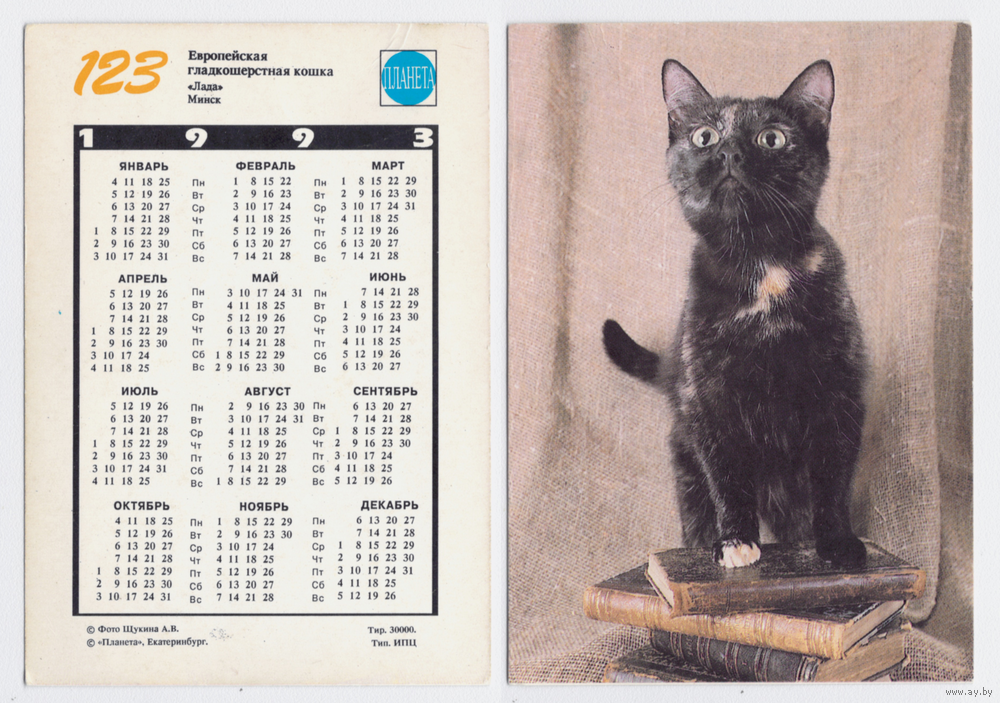 123
Европейская
гладкошерстная кошка
«Лада»
Минск
ПЛАНЕТА
1 9 9 3
ЯНВАРЬ ФЕВРАЛЬ МАРТ
4 11 18 25 Пн 1 8 15 22 Пн 1 8 15 22 29
5 12 19 26 Вт 2 9 16 23 Вт 2 9 16 23 30
6 13 20 27 Ср 3 10 17 24 Ср 3 10 17 24 31
7 14 21 28 Чт 4 11 18 25 Чт 4 11 18 25
1 8 15 22 29 Пт 5 12 19 26 Пт 5 12 19 26
2 9 16 23 30 Сб 6 13 20 27 Сб 6 13 20 27
3 10 17 24 31 Вс 7 14 21 28 Вс 7 14 21 28
АПРЕЛЬ МАЙ ИЮНЬ
5 12 19 26 Пн 3 10 17 24 31 Пн 7 14 21 28
6 13 20 27 Вт 4 11 18 25 Вт 1 8 15 22 29
7 14 21 28 Ср 5 12 19 26 Ср 2 9 16 23 30
1 8 15 22 29 Чт 6 13 20 27 Чт 3 10 17 24
2 9 16 23 30 Пт 7 14 21 28 Пт 4 11 18 25
3 10 17 24 Сб 1 8 15 22 29 Сб 5 12 19 26
4 11 18 25 Вс 2 9 16 23 30 Вс 6 13 20 27
ИЮЛЬ АВГУСТ СЕНТЯБРЬ
5 12 19 26 Пн 2 9 16 23 30 Пн 6 13 20 27
6 13 20 27 Вт 3 10 17 24 31 Вт 7 14 21 28
7 14 21 28 Ср 4 11 18 25 Ср 1 8 15 22 29
1 8 15 22 29 Чт 5 12 19 26 Чт 2 9 16 23 30
2 9 16 23 30 Пт 6 13 20 27 Пт 3 10 17 24
3 10 17 24 31 Сб 7 14 21 28 Сб 4 11 18 25
4 11 18 25 Вс 1 8 15 22 29 Вс 5 12 19 26
ОКТЯБРЬ НОЯБРЬ ДЕКАБРЬ
4 11 18 25 Пн 1 8 15 22 29 Пн 6 13 20 27
5 12 19 26 Вт 2 9 16 23 30 Вт 7 14 21 28
6 13 20 27 Ср 3 10 17 24 Ср 1 8 15 22 29
7 14 21 28 Чт 4 11 18 25 Чт 2 9 16 23 30
1 8 15 22 29 Пт 5 12 19 26 Пт 3 10 17 24 31
2 9 16 23 30 Сб 6 13 20 27 Сб 4 11 18 25
3 10 17 24 31 Вс 7 14 21 28 Вс 5 12 19 26
© Фото Щукина А.В. Тир. 30000.
© «Планета», Екатеринбург. Тип. ИПЦ
www.ay.by